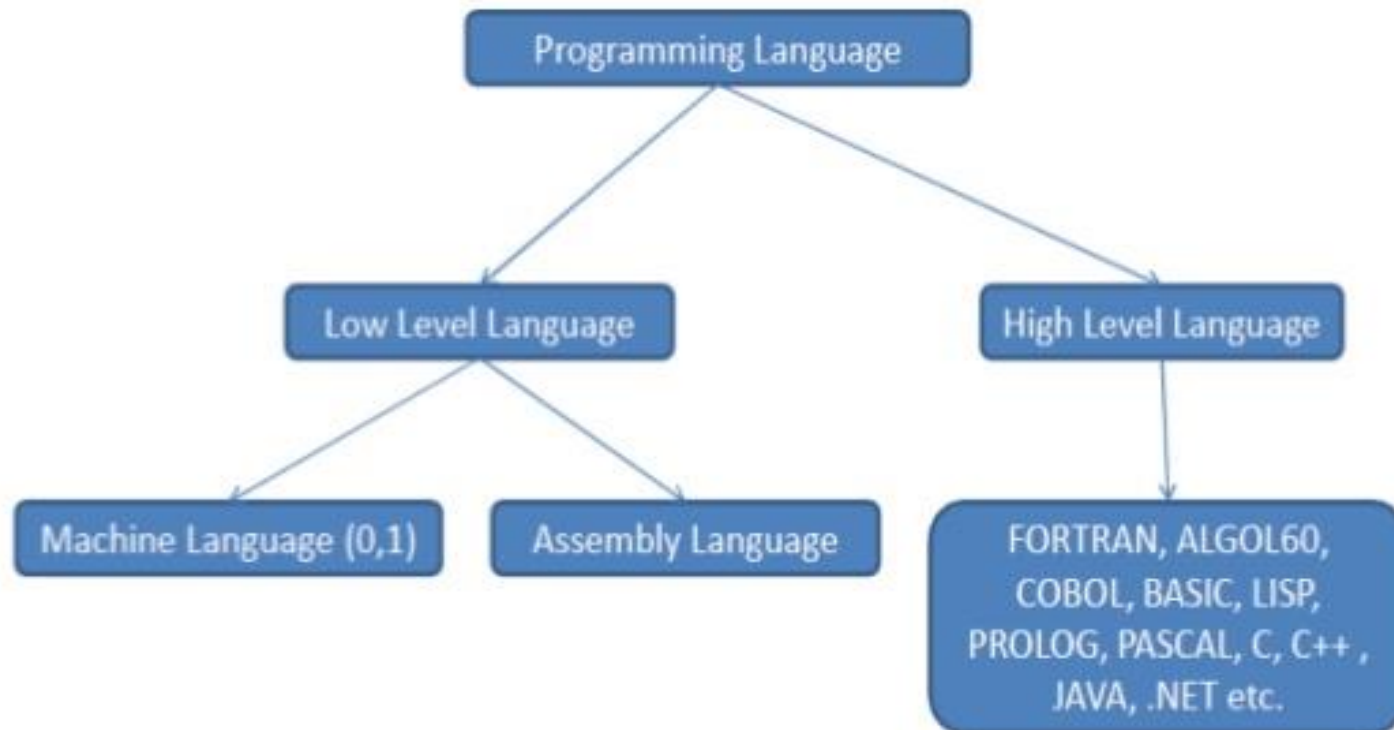 Programming Language
Low Level Language
High Level Language
Machine Language (0,1)
Assembly Language
FORTRAN, ALGOL60,
COBOL, BASIC, LISP,
PROLOG, PASCAL, C, C++ ,
JAVA, .NET etc.